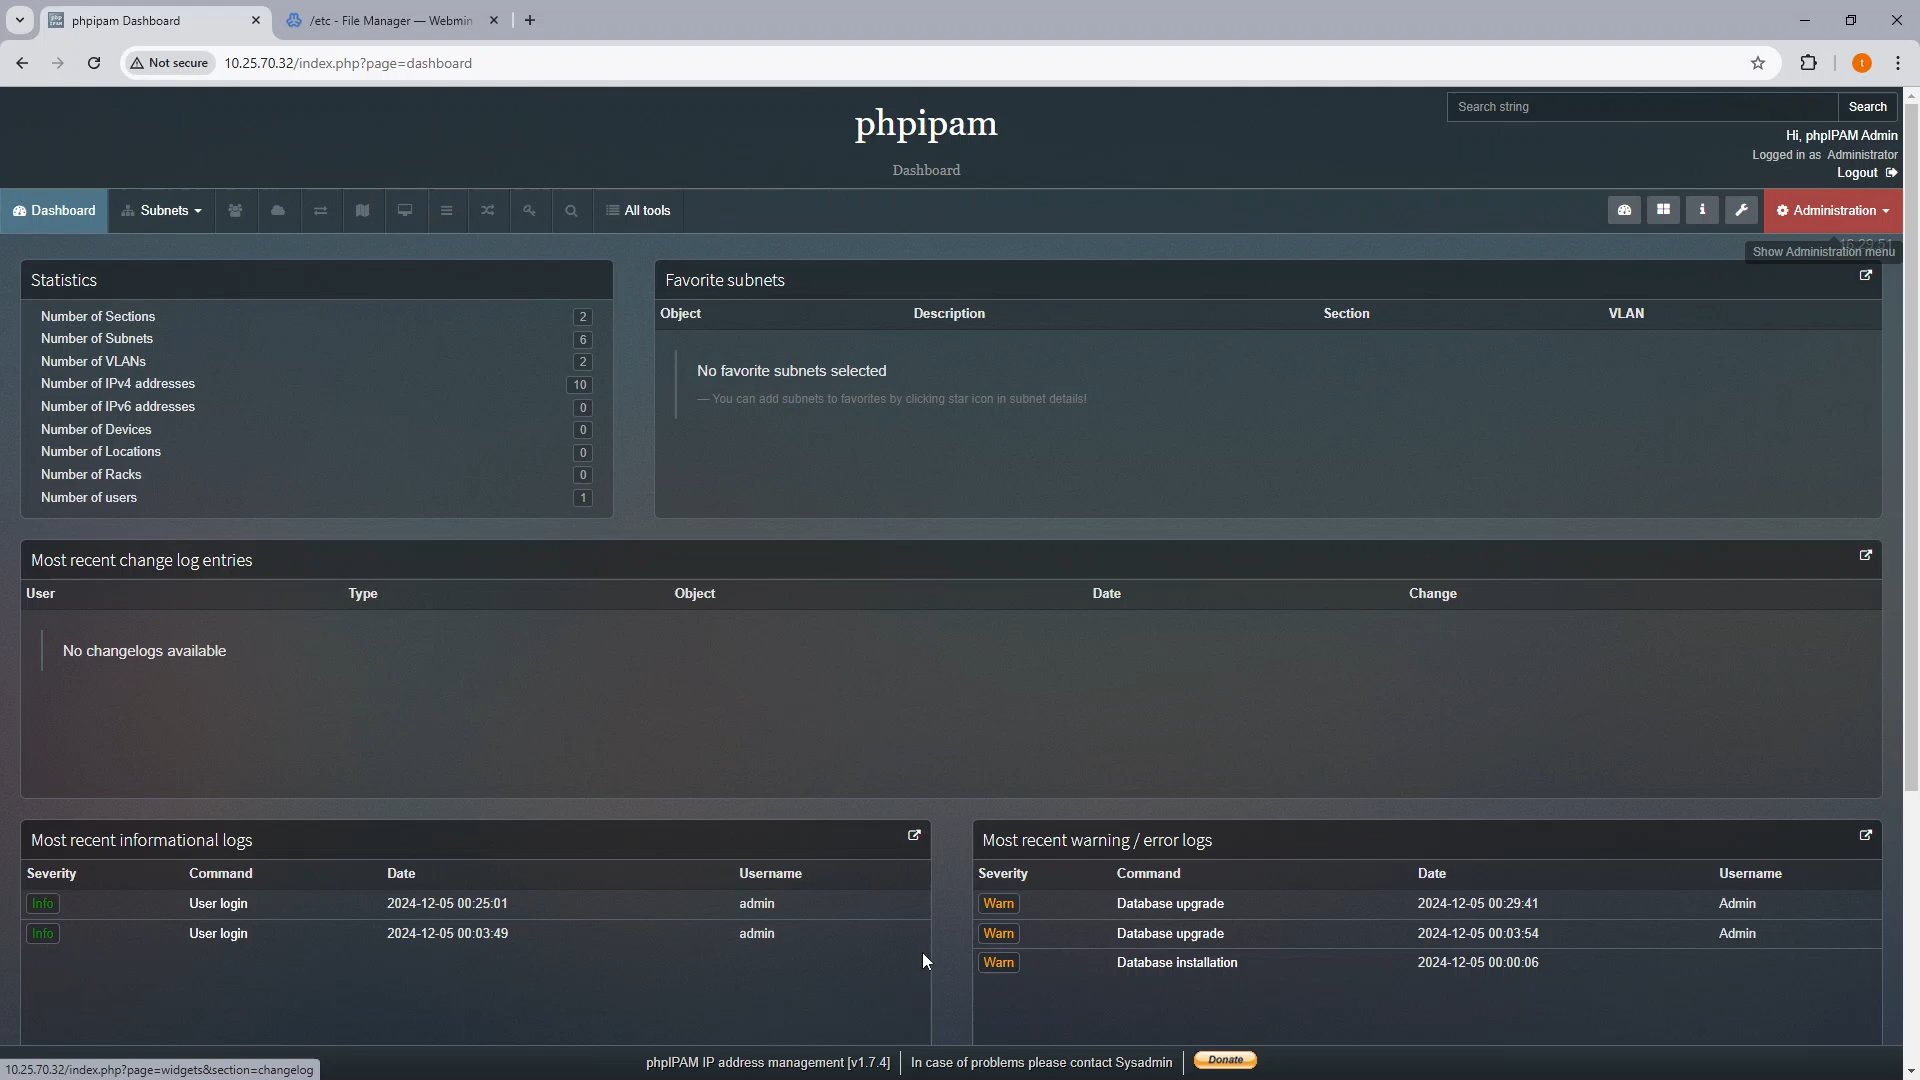 phpipam Dashboard
/etc - File Manager — Webmin
Not secure
10.25.70.32/index.php?page=dashboard
t
phpipam
Dashboard
Search string
Search
Hi, phpIPAM Admin
Logged in as Administrator
Logout
Dashboard
Subnets
All tools
Administration
16:29:51
Show Administration menu
Statistics
Number of Sections 2
Number of Subnets 6
Number of VLANs 2
Number of IPv4 addresses 10
Number of IPv6 addresses 0
Number of Devices 0
Number of Locations 0
Number of Racks 0
Number of users 1
Favorite subnets
Object Description Section VLAN
No favorite subnets selected
— You can add subnets to favorites by clicking star icon in subnet details!
Most recent change log entries
User Type Object Date Change
No changelogs available
Most recent informational logs
Severity Command Date Username
Info User login 2024-12-05 00:25:01 admin
Info User login 2024-12-05 00:03:49 admin
Most recent warning / error logs
Severity Command Date Username
Warn Database upgrade 2024-12-05 00:29:41 Admin
Warn Database upgrade 2024-12-05 00:03:54 Admin
Warn Database installation 2024-12-05 00:00:06
phpIPAM IP address management [v1.7.4] In case of problems please contact Sysadmin Donate
10.25.70.32/index.php?page=widgets&section=changelog